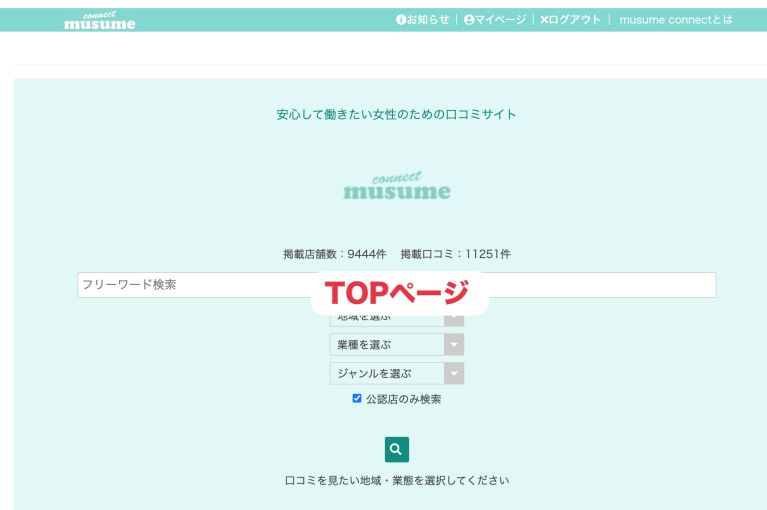 connect
musume
お知らせ | マイページ | ログアウト | musume connectとは
安心して働きたい女性のための口コミサイト
connect
musume
掲載店舗数：9444件 掲載口コミ：11251件
フリーワード検索
TOPページ
地域を選ぶ
業種を選ぶ
ジャンルを選ぶ
公認店のみ検索
口コミを見たい地域・業態を選択してください